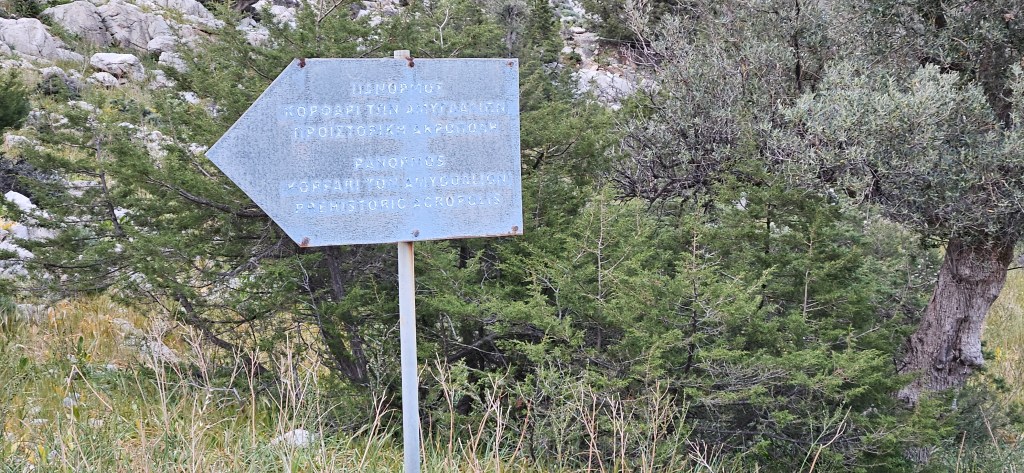 ΠΑΝΟΡΜΟΣ
ΚΟΡΦΑΡΙ ΤΩΝ ΑΜΥΓΔΑΛΙΩΝ
ΠΡΟΙΣΤΟΡΙΚΗ ΑΚΡΟΠΟΛΗ
PANORMOS
KORFARI TON AMYGDALION
PREHISTORIC ACROPOLIS